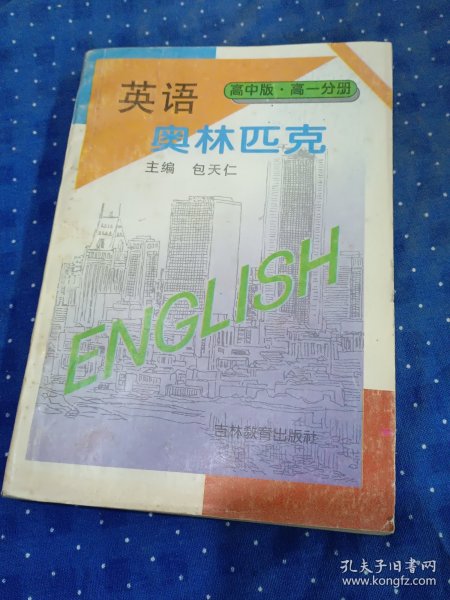 英语
高中版·高一分册
奥林匹克
主编 包天仁
ENGLISH
吉林教育出版社
孔夫子旧书网
www.kongfz.com